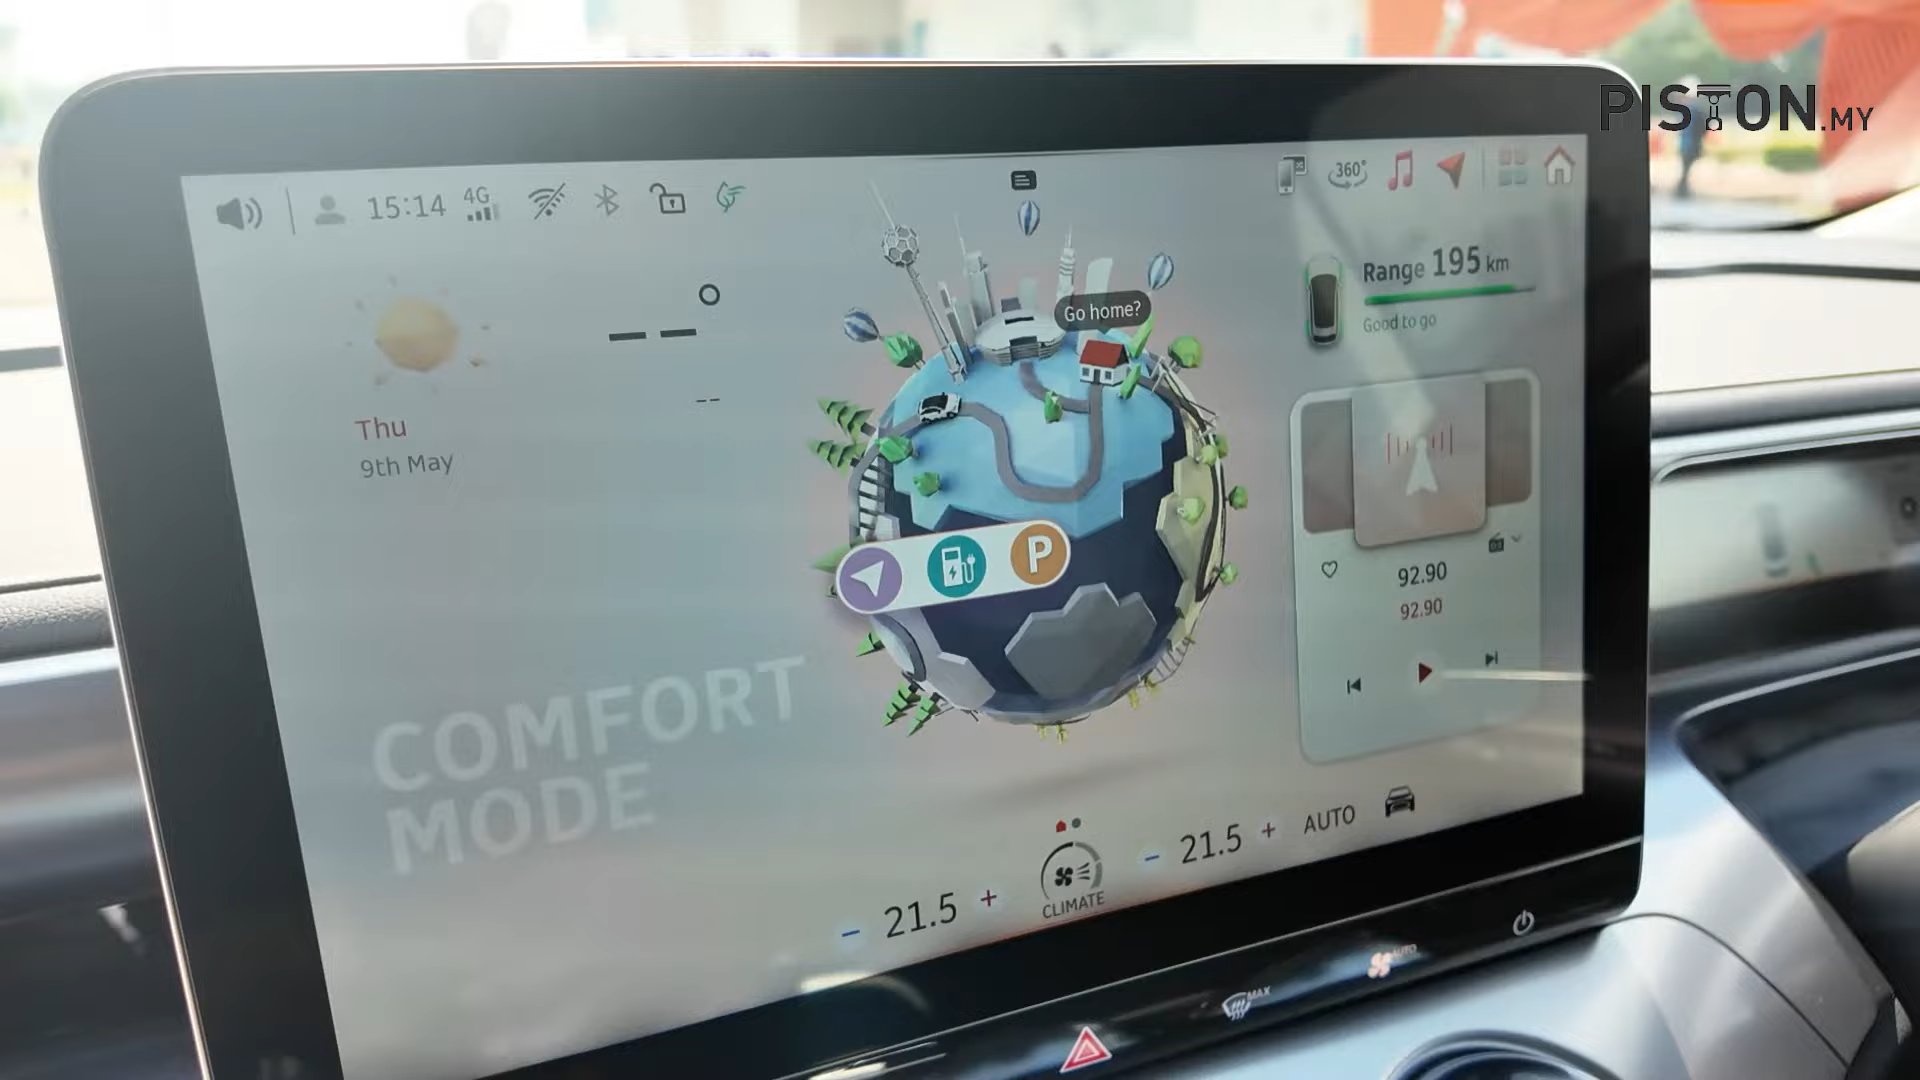 PISTON.MY
15:14
4G
360°
Range 195 km
Good to go
Go home?
Thu
9th May
P
92.90
92.90
COMFORT
MODE
- 21.5 +
CLIMATE
- 21.5 +
AUTO
AUTO
MAX